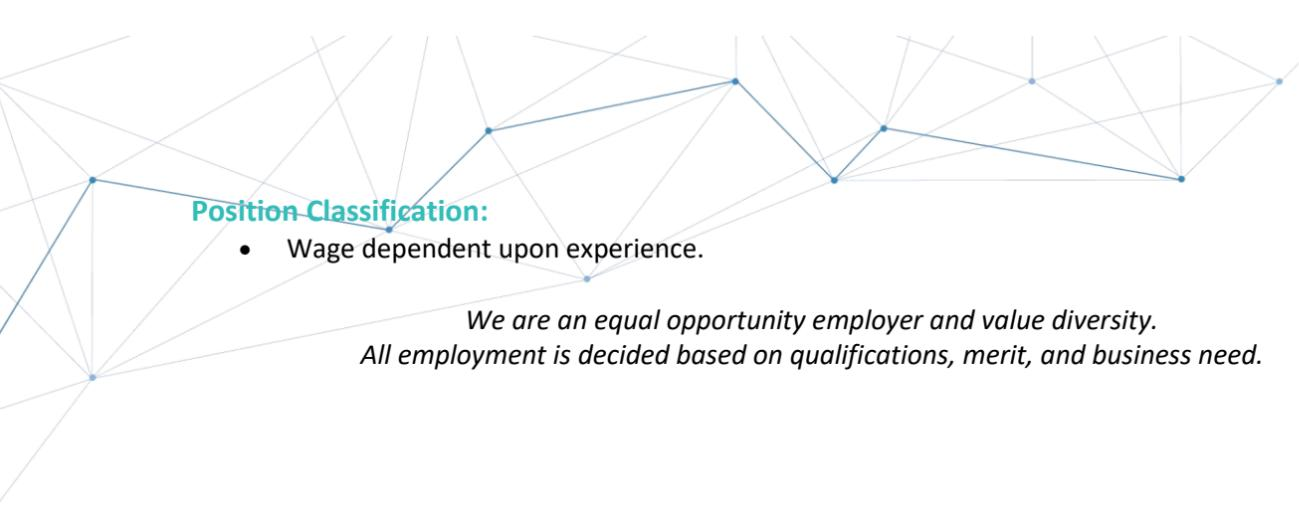 Position Classification:
• Wage dependent upon experience.
We are an equal opportunity employer and value diversity.
All employment is decided based on qualifications, merit, and business need.